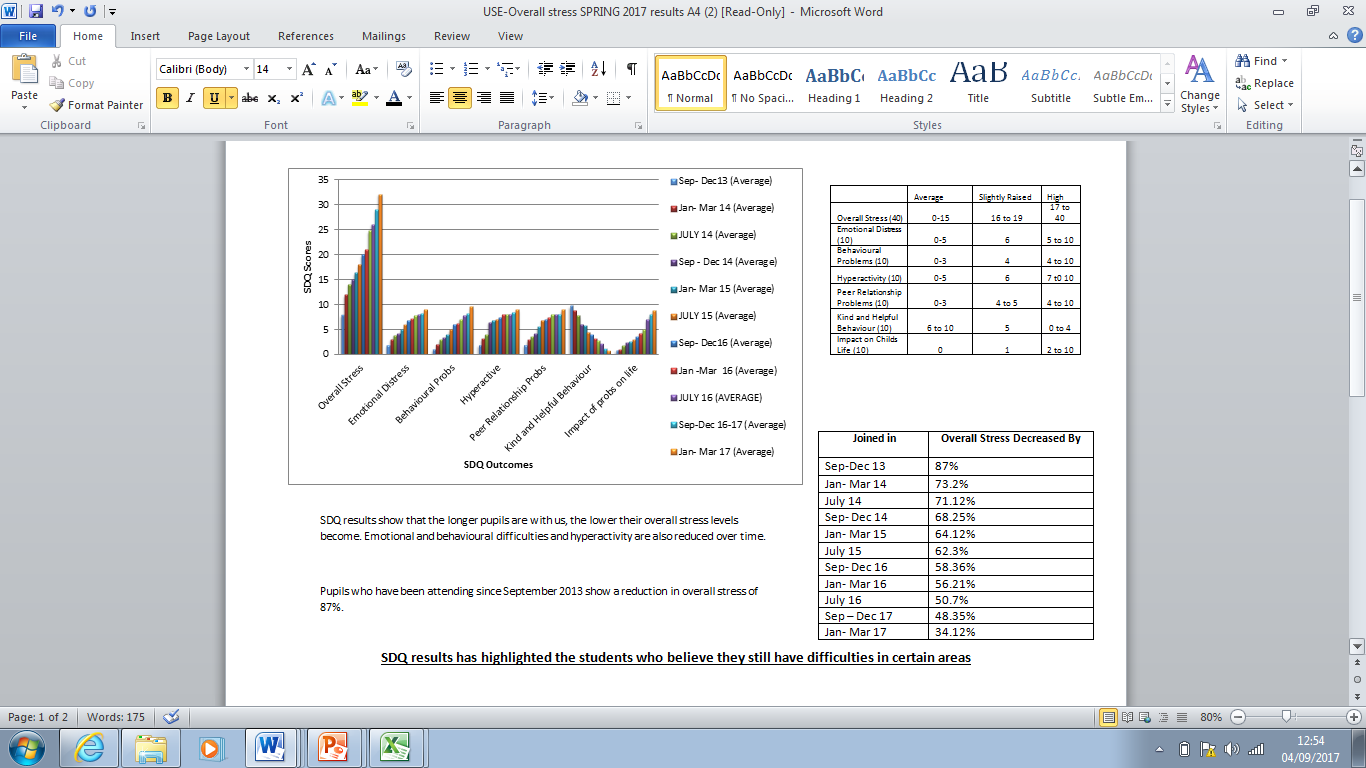 USE-Overall stress SPRING 2017 results A4 (2) [Read-Only] - Microsoft Word
File Home Insert Page Layout References Mailings Review View
Paste
Cut
Copy
Format Painter
Clipboard
Calibri (Body) 14
B I U abc x₂ x² A ab A
Font
Paragraph
AaBbCcDc AaBbCcDc AaBbC AaBbCc AaB AaBbCc. AaBbCcDc
¶ Normal ¶ No Spaci... Heading 1 Heading 2 Title Subtitle Subtle Em...
Change Styles
Styles
Find
Replace
Select
Editing
35
30
25
20
15
10
5
0
SDQ Scores
Overall Stress
Emotional Distress
Behavioural Probs
Hyperactive
Peer Relationship Probs
Kind and Helpful Behaviour
Impact of probs on life
SDQ Outcomes
Sep- Dec13 (Average)
Jan- Mar 14 (Average)
JULY 14 (Average)
Sep - Dec 14 (Average)
Jan- Mar 15 (Average)
JULY 15 (Average)
Sep- Dec16 (Average)
Jan -Mar 16 (Average)
JULY 16 (AVERAGE)
Sep-Dec 16-17 (Average)
Jan- Mar 17 (Average)
Average Slightly Raised High
Overall Stress (40) 0-15 16 to 19 17 to 40
Emotional Distress (10) 0-5 6 5 to 10
Behavioural Problems (10) 0-3 4 4 to 10
Hyperactivity (10) 0-5 6 7 t0 10
Peer Relationship Problems (10) 0-3 4 to 5 4 to 10
Kind and Helpful Behaviour (10) 6 to 10 5 0 to 4
Impact on Childs Life (10) 0 1 2 to 10
Joined in Overall Stress Decreased By
Sep-Dec 13 87%
Jan- Mar 14 73.2%
July 14 71.12%
Sep- Dec 14 68.25%
Jan- Mar 15 64.12%
July 15 62.3%
Sep- Dec 16 58.36%
Jan- Mar 16 56.21%
July 16 50.7%
Sep – Dec 17 48.35%
Jan- Mar 17 34.12%
SDQ results show that the longer pupils are with us, the lower their overall stress levels
become. Emotional and behavioural difficulties and hyperactivity are also reduced over time.
Pupils who have been attending since September 2013 show a reduction in overall stress of
87%.
SDQ results has highlighted the students who believe they still have difficulties in certain areas
Page: 1 of 2 Words: 175 80%
12:54
04/09/2017